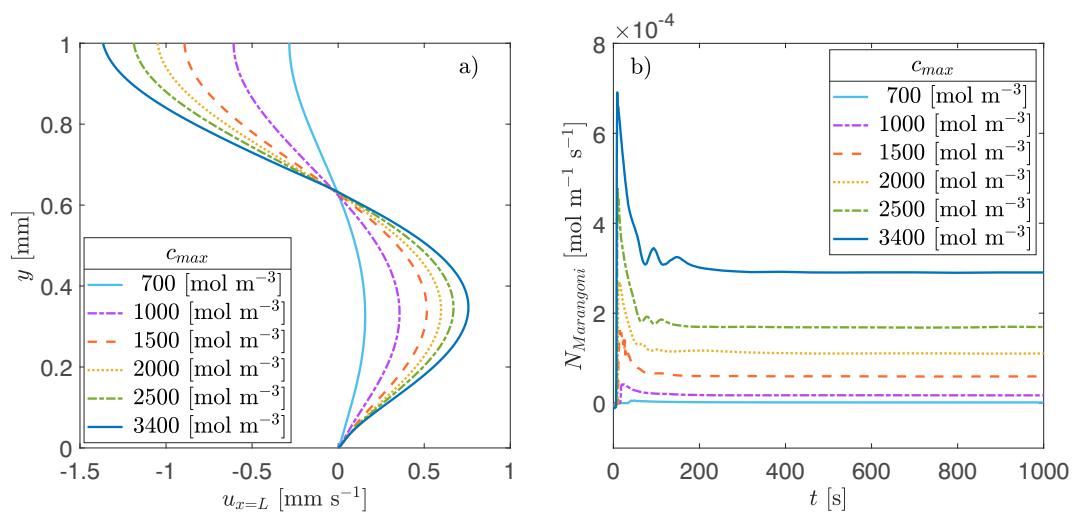 a)
1
0.8
0.6
0.4
0.2
0
y [mm]
c_max
700 [mol m⁻³]
1000 [mol m⁻³]
1500 [mol m⁻³]
2000 [mol m⁻³]
2500 [mol m⁻³]
3400 [mol m⁻³]
-1.5 -1 -0.5 0 0.5 1
u_{x=L} [mm s⁻¹]
×10⁻⁴
b)
8
6
4
2
0
N_Marangoni [mol m⁻¹ s⁻¹]
c_max
700 [mol m⁻³]
1000 [mol m⁻³]
1500 [mol m⁻³]
2000 [mol m⁻³]
2500 [mol m⁻³]
3400 [mol m⁻³]
0 200 400 600 800 1000
t [s]